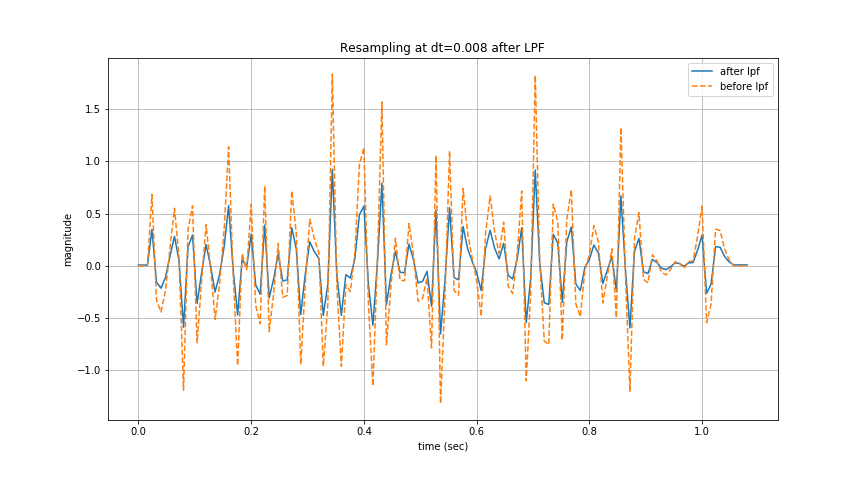 Resampling at dt=0.008 after LPF
after lpf
before lpf
magnitude
1.5
1.0
0.5
0.0
−0.5
−1.0
0.0 0.2 0.4 0.6 0.8 1.0
time (sec)